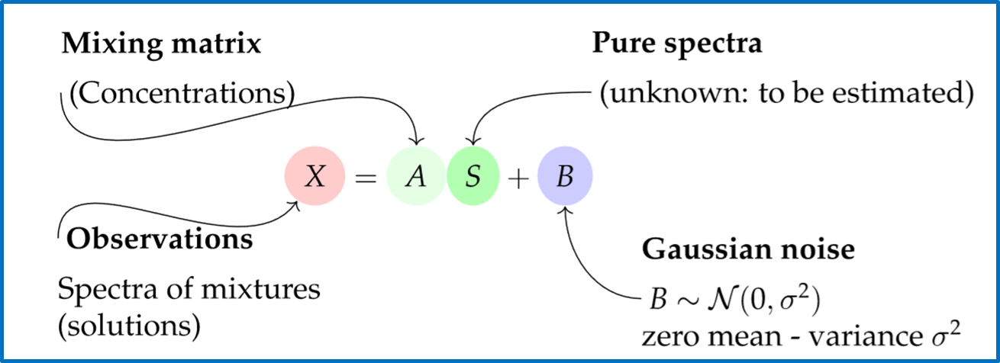 Mixing matrix
(Concentrations)
Pure spectra
(unknown: to be estimated)
X = A S + B
Observations
Spectra of mixtures
(solutions)
Gaussian noise
B ∼ 𝒩(0, σ²)
zero mean - variance σ²